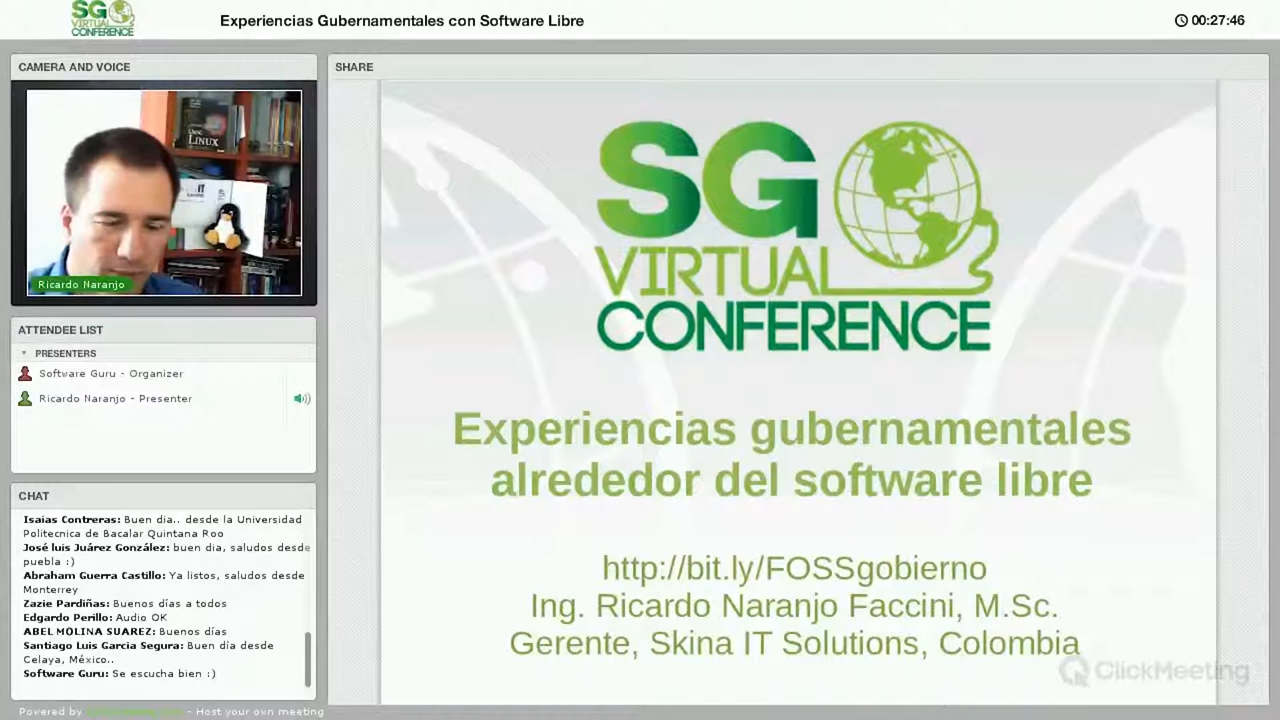 SG
VIRTUAL
CONFERENCE
Experiencias Gubernamentales con Software Libre
00:27:46
CAMERA AND VOICE
LINUX
Ricardo Naranjo
ATTENDEE LIST
PRESENTERS
Software Guru - Organizer
Ricardo Naranjo - Presenter
CHAT
Isaias Contreras: Buen dia.. desde la Universidad
Politecnica de Bacalar Quintana Roo
José luis Juárez González: buen dia, saludos desde
puebla :)
Abraham Guerra Castillo: Ya listos, saludos desde
Monterrey
Zazie Pardiñas: Buenos días a todos
Edgardo Perillo: Audio OK
ABEL MOLINA SUAREZ: Buenos días
Santiago Luis Garcia Segura: Buen día desde
Celaya, México..
Software Guru: Se escucha bien :)
Powered by - Host your own meeting
SHARE
SG
VIRTUAL
CONFERENCE
Experiencias gubernamentales
alrededor del software libre
http://bit.ly/FOSSgobierno
Ing. Ricardo Naranjo Faccini, M.Sc.
Gerente, Skina IT Solutions, Colombia
ClickMeeting